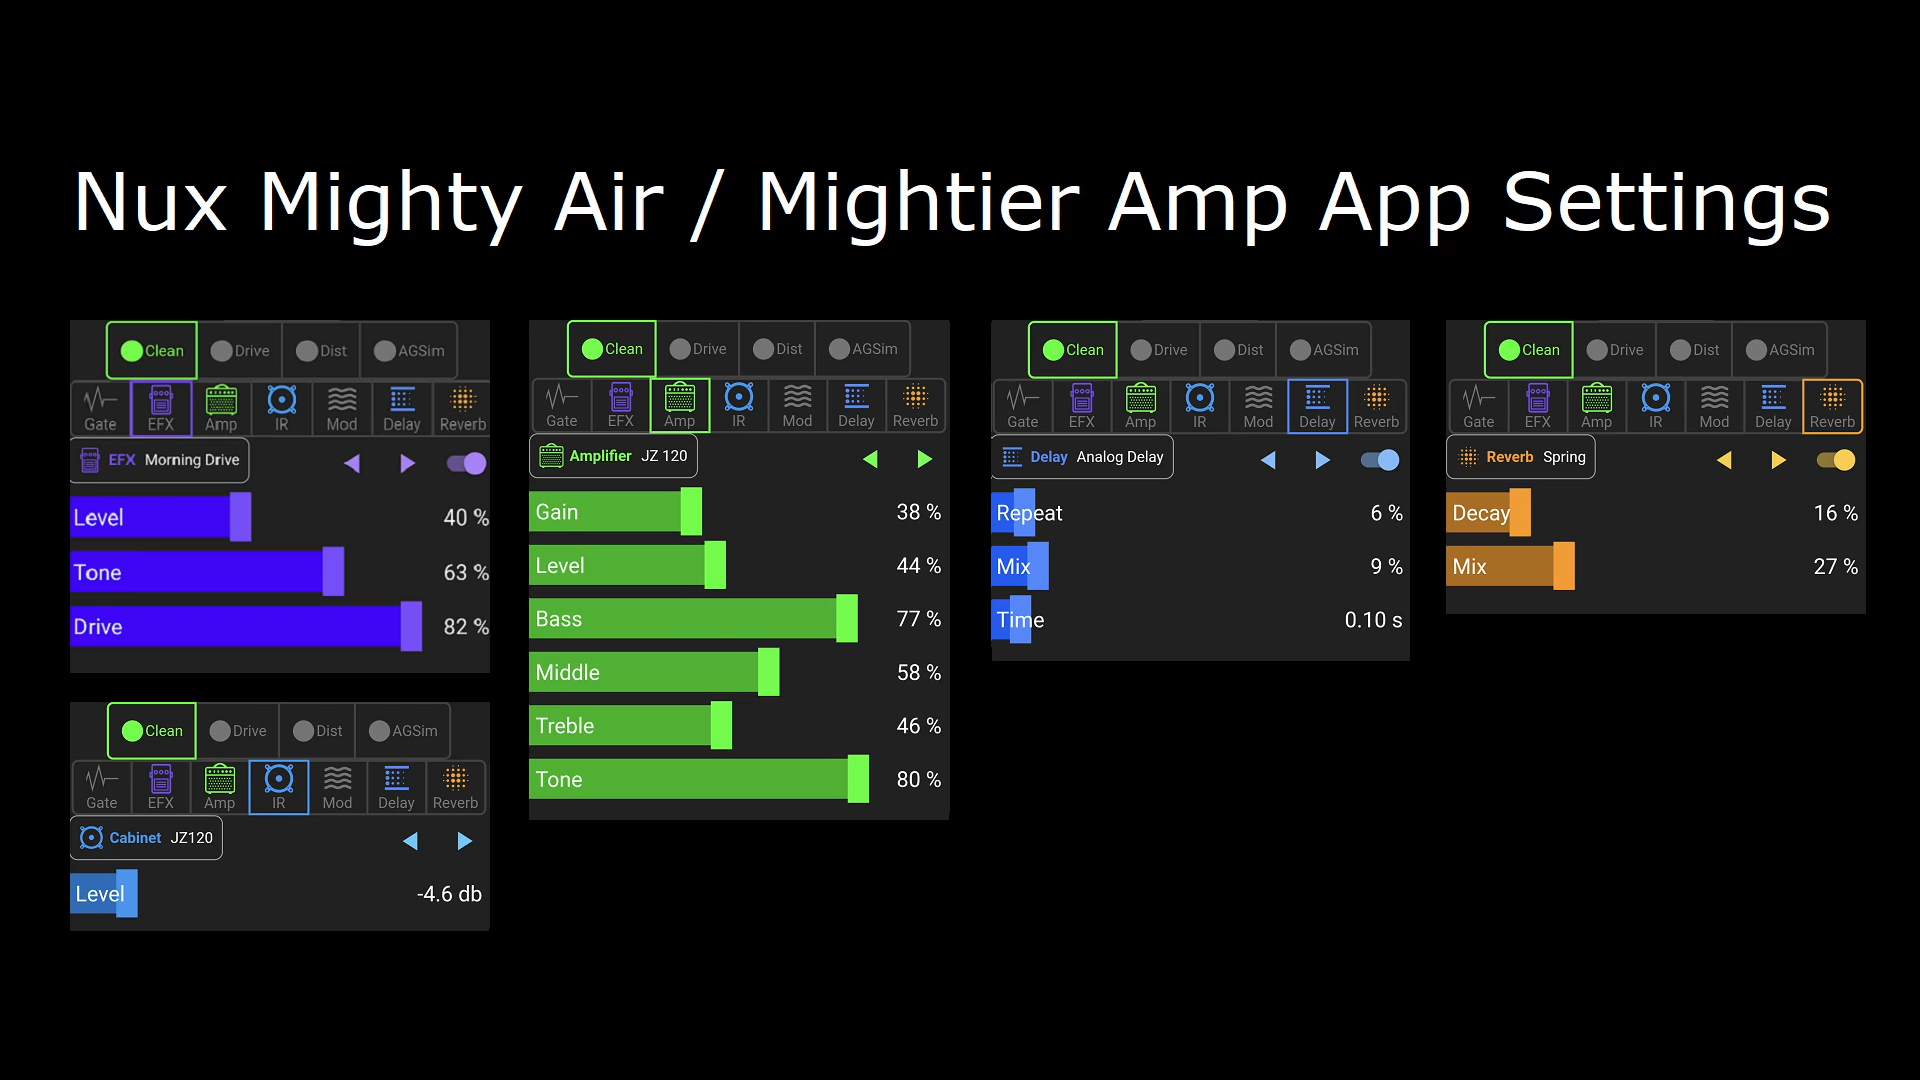 Nux Mighty Air / Mightier Amp App Settings
Clean Drive Dist AGSim
Gate EFX Amp IR Mod Delay Reverb
EFX Morning Drive
Level 40 %
Tone 63 %
Drive 82 %
Clean Drive Dist AGSim
Gate EFX Amp IR Mod Delay Reverb
Cabinet JZ120
Level -4.6 db
Clean Drive Dist AGSim
Gate EFX Amp IR Mod Delay Reverb
Amplifier JZ 120
Gain 38 %
Level 44 %
Bass 77 %
Middle 58 %
Treble 46 %
Tone 80 %
Clean Drive Dist AGSim
Gate EFX Amp IR Mod Delay Reverb
Delay Analog Delay
Repeat 6 %
Mix 9 %
Time 0.10 s
Clean Drive Dist AGSim
Gate EFX Amp IR Mod Delay Reverb
Reverb Spring
Decay 16 %
Mix 27 %